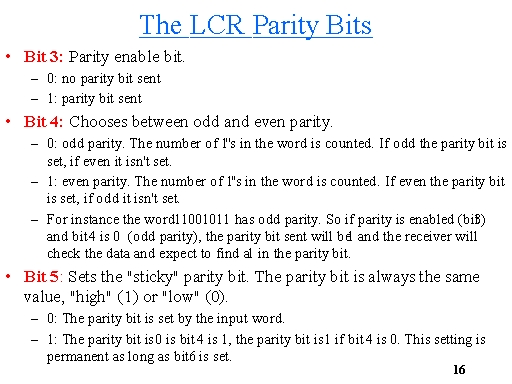 The LCR Parity Bits
• Bit 3: Parity enable bit.
– 0: no parity bit sent
– 1: parity bit sent
• Bit 4: Chooses between odd and even parity.
– 0: odd parity. The number of 1"s in the word is counted. If odd the parity bit is
set, if even it isn't set.
– 1: even parity. The number of 1"s in the word is counted. If even the parity bit
is set, if odd it isn't set.
– For instance the word11001011 has odd parity. So if parity is enabled (bit3)
and bit4 is 0 (odd parity), the parity bit sent will be1 and the receiver will
check the data and expect to find a1 in the parity bit.
• Bit 5: Sets the "sticky" parity bit. The parity bit is always the same
value, "high" (1) or "low" (0).
– 0: The parity bit is set by the input word.
– 1: The parity bit is0 is bit4 is 1, the parity bit is1 if bit4 is 0. This setting is
permanent as long as bit6 is set.
16